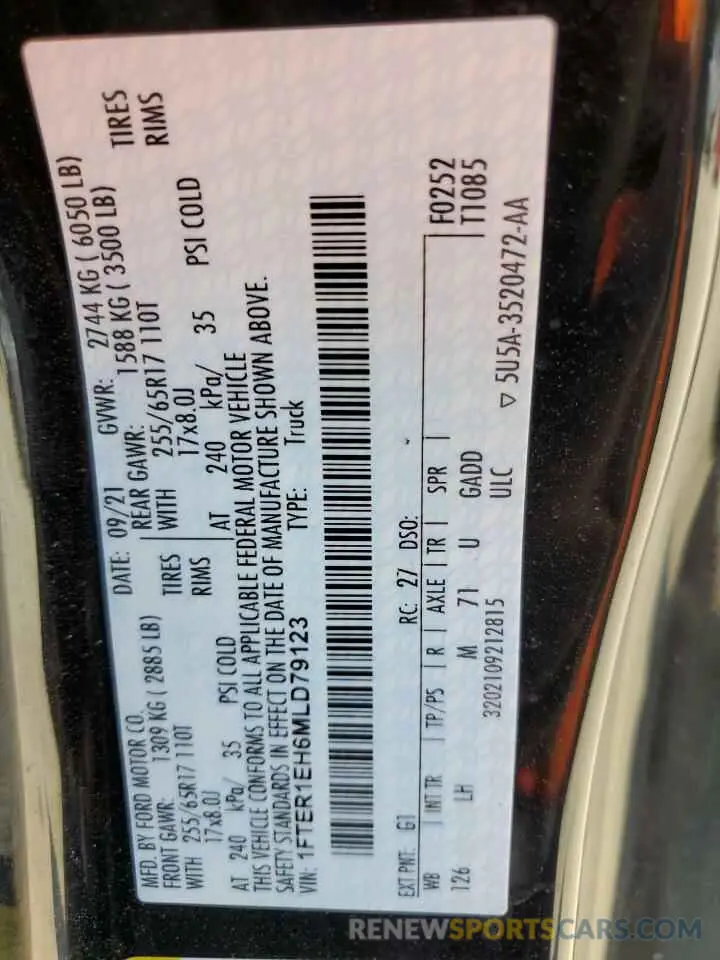 MFD. BY FORD MOTOR CO. DATE: 09/21 GVWR: 2744 KG ( 6050 LB)
FRONT GAWR: 1309 KG ( 2885 LB) REAR GAWR: 1588 KG ( 3500 LB)
WITH 255/65R17 110T TIRES WITH 255/65R17 110T TIRES
17x8.0J RIMS 17x8.0J RIMS
AT 240 kPa/ 35 PSI COLD AT 240 kPa/ 35 PSI COLD
THIS VEHICLE CONFORMS TO ALL APPLICABLE FEDERAL MOTOR VEHICLE
SAFETY STANDARDS IN EFFECT ON THE DATE OF MANUFACTURE SHOWN ABOVE.
VIN: 1FTER1EH6MLD79123 TYPE: Truck
EXT PNT: G1 RC: 27 DSO: F0252
WB INT TR TP/PS R AXLE TR SPR T1085
126 LH M 71 U GADD
3202109212815 ULC
▽ 5U5A-3520472-AA
RENEWSPORTSCARS.COM